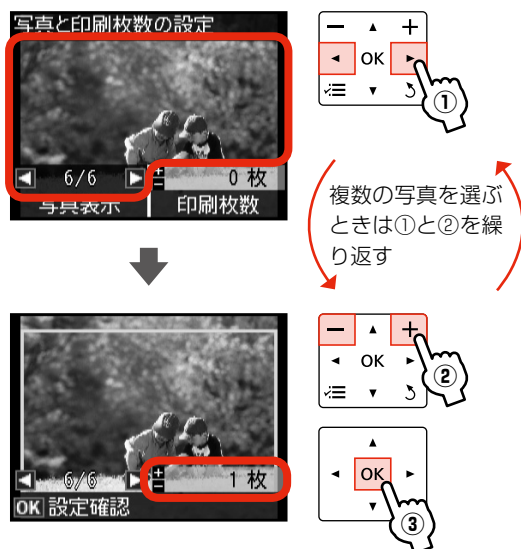 写真と印刷枚数の設定
6/6
0 枚
写真表示
印刷枚数
OK
①
複数の写真を選ぶ
ときは①と②を繰
り返す
6/6
1 枚
OK 設定確認
OK
②
OK
③